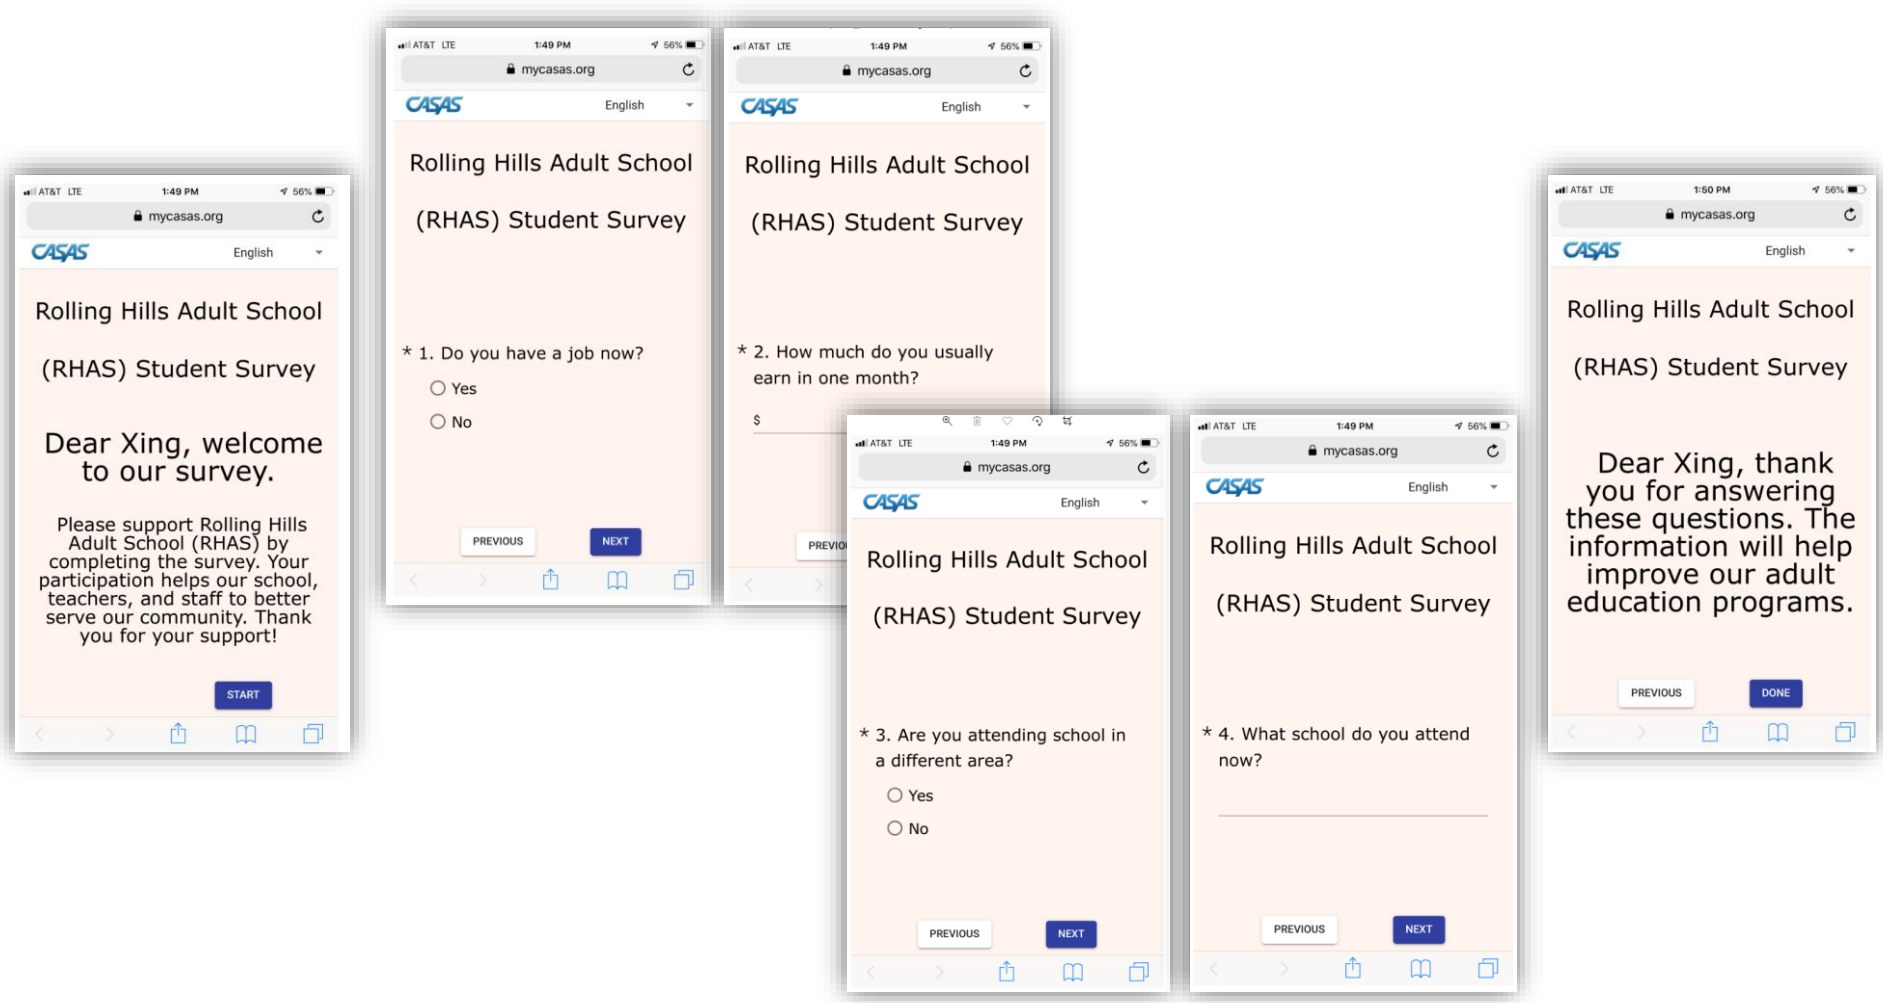 AT&T LTE 1:49 PM 56%
mycasas.org
CASAS English
Rolling Hills Adult School
(RHAS) Student Survey
Dear Xing, welcome
to our survey.
Please support Rolling Hills
Adult School (RHAS) by
completing the survey. Your
participation helps our school,
teachers, and staff to better
serve our community. Thank
you for your support!
START
AT&T LTE 1:49 PM 56%
mycasas.org
CASAS English
Rolling Hills Adult School
(RHAS) Student Survey
* 1. Do you have a job now?
Yes
No
PREVIOUS NEXT
AT&T LTE 1:49 PM 56%
mycasas.org
CASAS English
Rolling Hills Adult School
(RHAS) Student Survey
* 2. How much do you usually
earn in one month?
$
PREVIO
AT&T LTE 1:49 PM 56%
mycasas.org
CASAS English
Rolling Hills Adult School
(RHAS) Student Survey
* 3. Are you attending school in
a different area?
Yes
No
PREVIOUS NEXT
AT&T LTE 1:49 PM 56%
mycasas.org
CASAS English
Rolling Hills Adult School
(RHAS) Student Survey
* 4. What school do you attend
now?
PREVIOUS NEXT
AT&T LTE 1:50 PM 56%
mycasas.org
CASAS English
Rolling Hills Adult School
(RHAS) Student Survey
Dear Xing, thank
you for answering
these questions. The
information will help
improve our adult
education programs.
PREVIOUS DONE